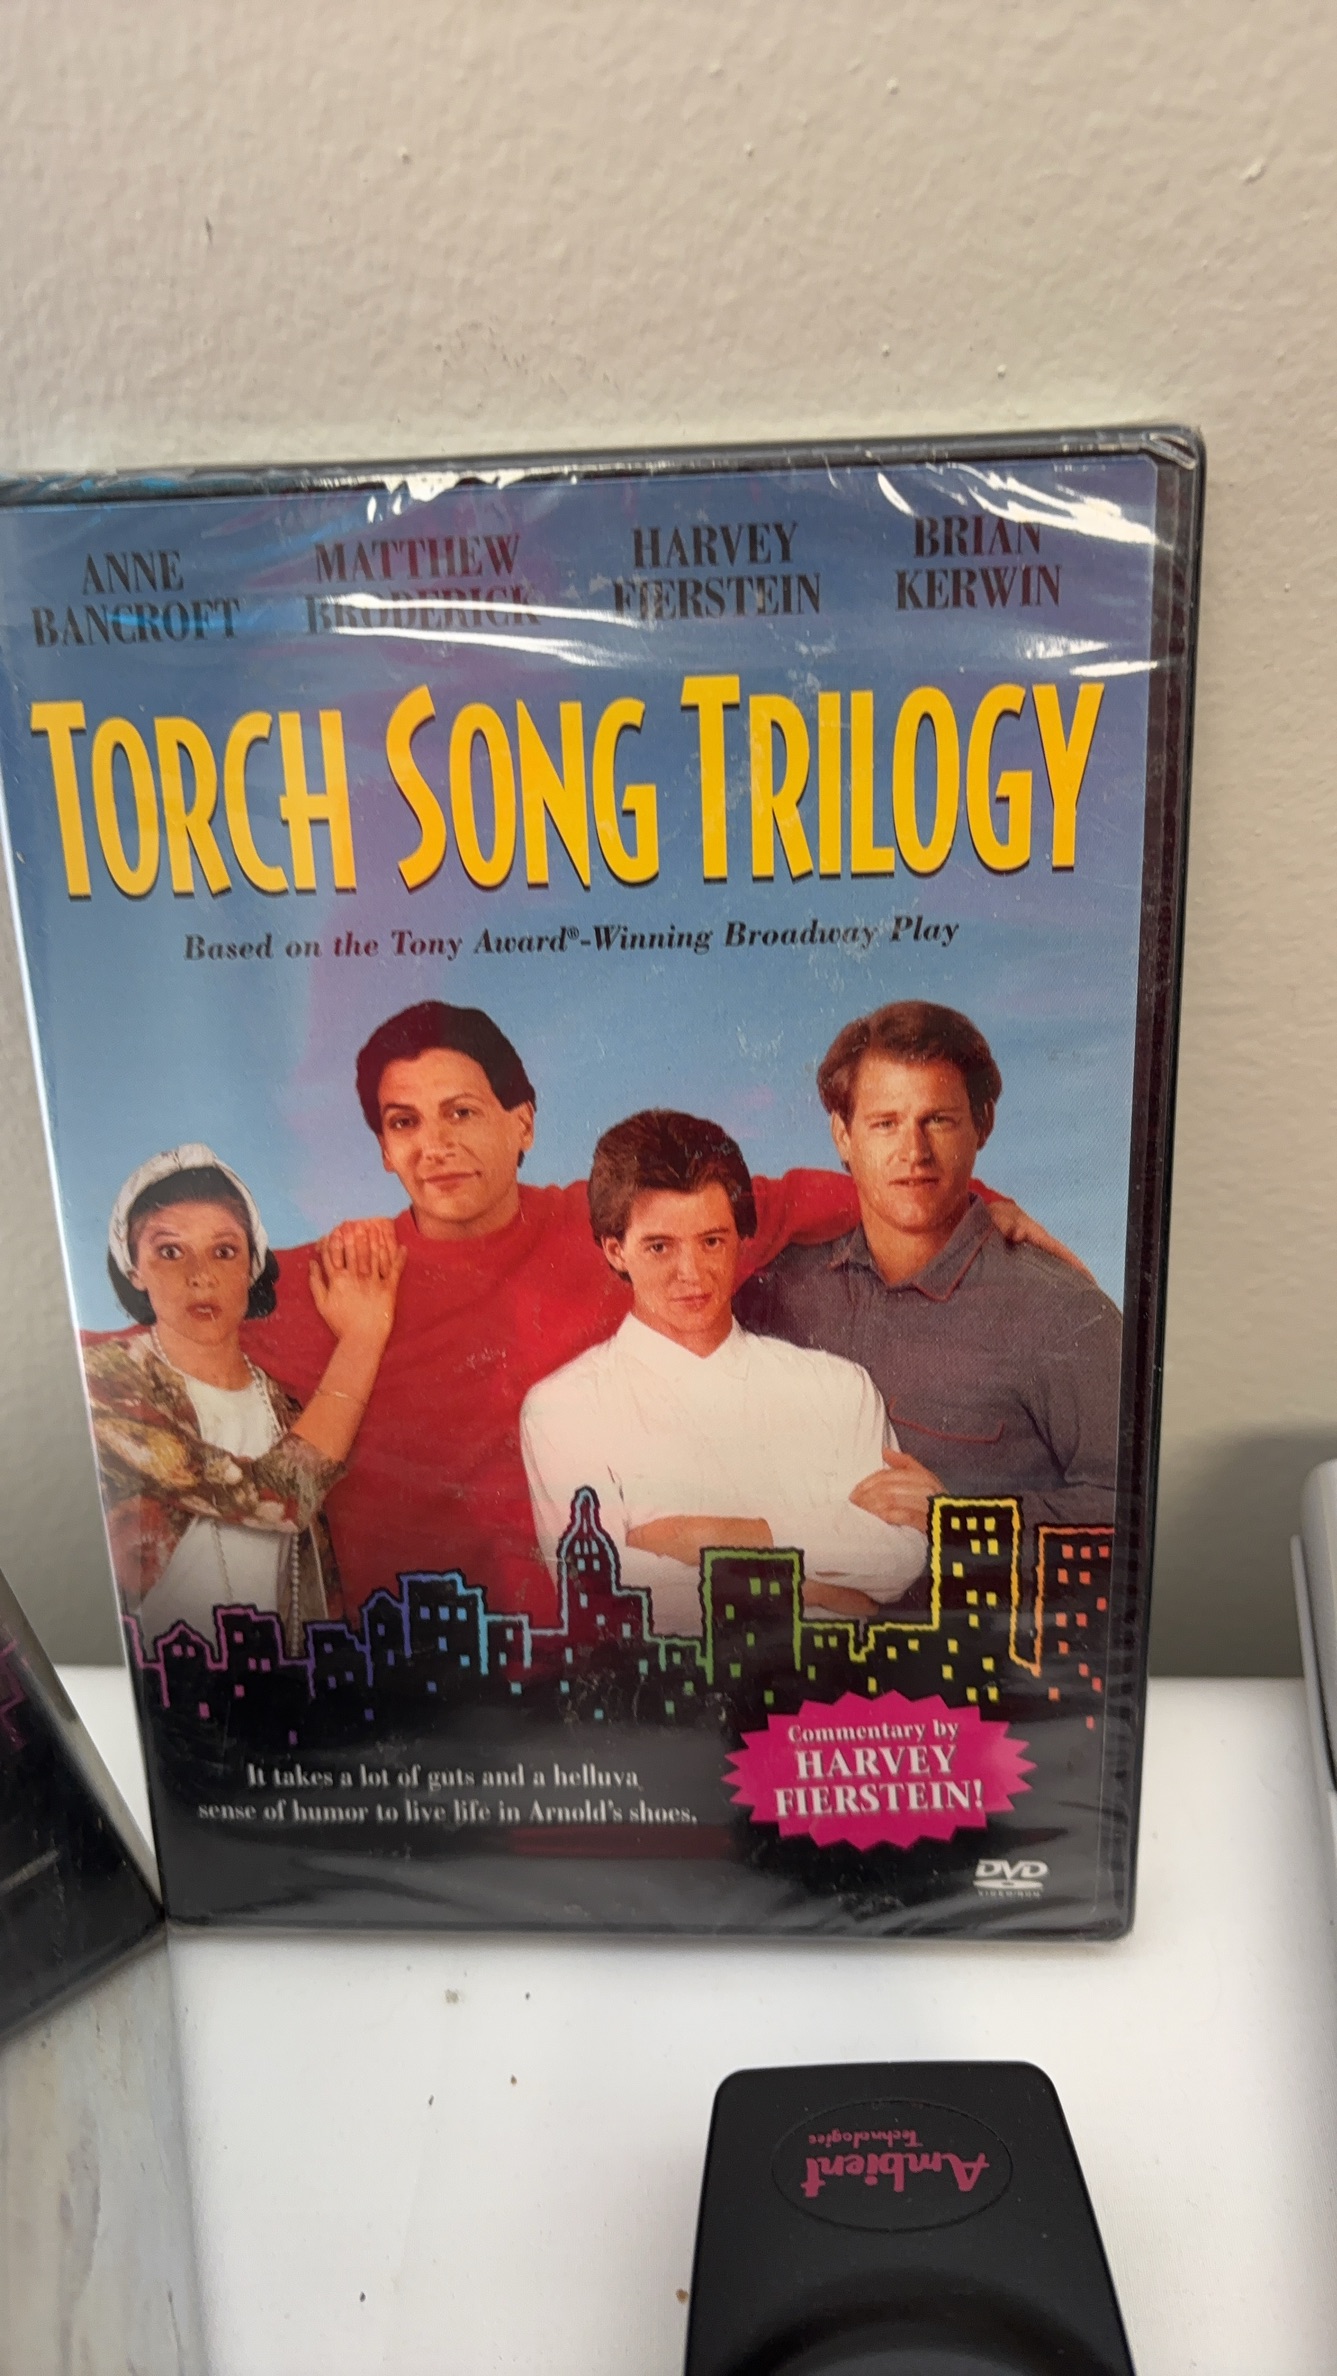 ANNE
BANCROFT
MATTHEW
BRODERICK
HARVEY
FIERSTEIN
BRIAN
KERWIN
TORCH SONG TRILOGY
Based on the Tony Award®-Winning Broadway Play
It takes a lot of guts and a helluva
sense of humor to live life in Arnold's shoes.
Commentary by
HARVEY
FIERSTEIN!
DVD
VIDEO
Ambient
Technologies